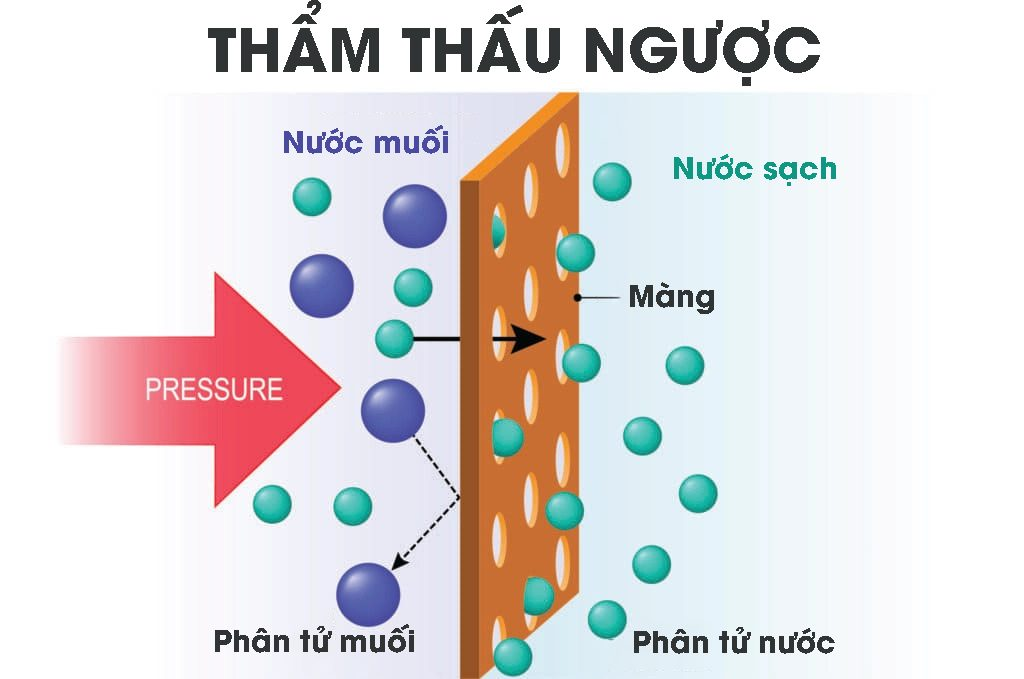 THẨM THẤU NGƯỢC
Nước muối
Nước sạch
Màng
PRESSURE
Phân tử muối
Phân tử nước